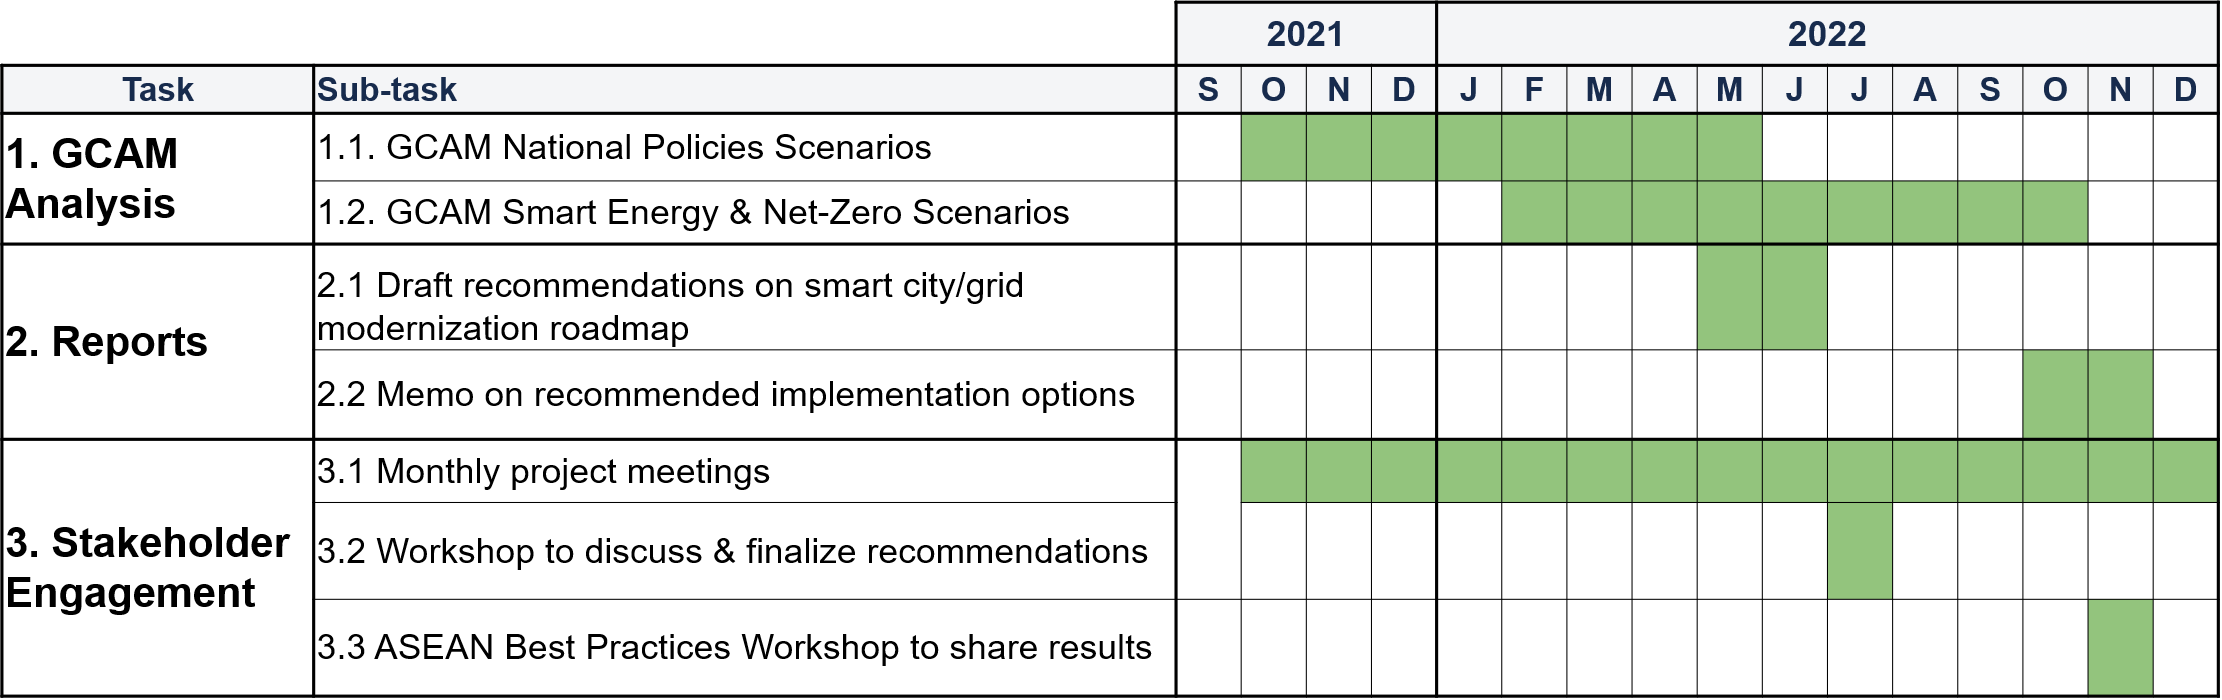 2021 2022
Task Sub-task S O N D J F M A M J J A S O N D
1. GCAM
Analysis
1.1. GCAM National Policies Scenarios
1.2. GCAM Smart Energy & Net-Zero Scenarios
2. Reports
2.1 Draft recommendations on smart city/grid
modernization roadmap
2.2 Memo on recommended implementation options
3. Stakeholder
Engagement
3.1 Monthly project meetings
3.2 Workshop to discuss & finalize recommendations
3.3 ASEAN Best Practices Workshop to share results